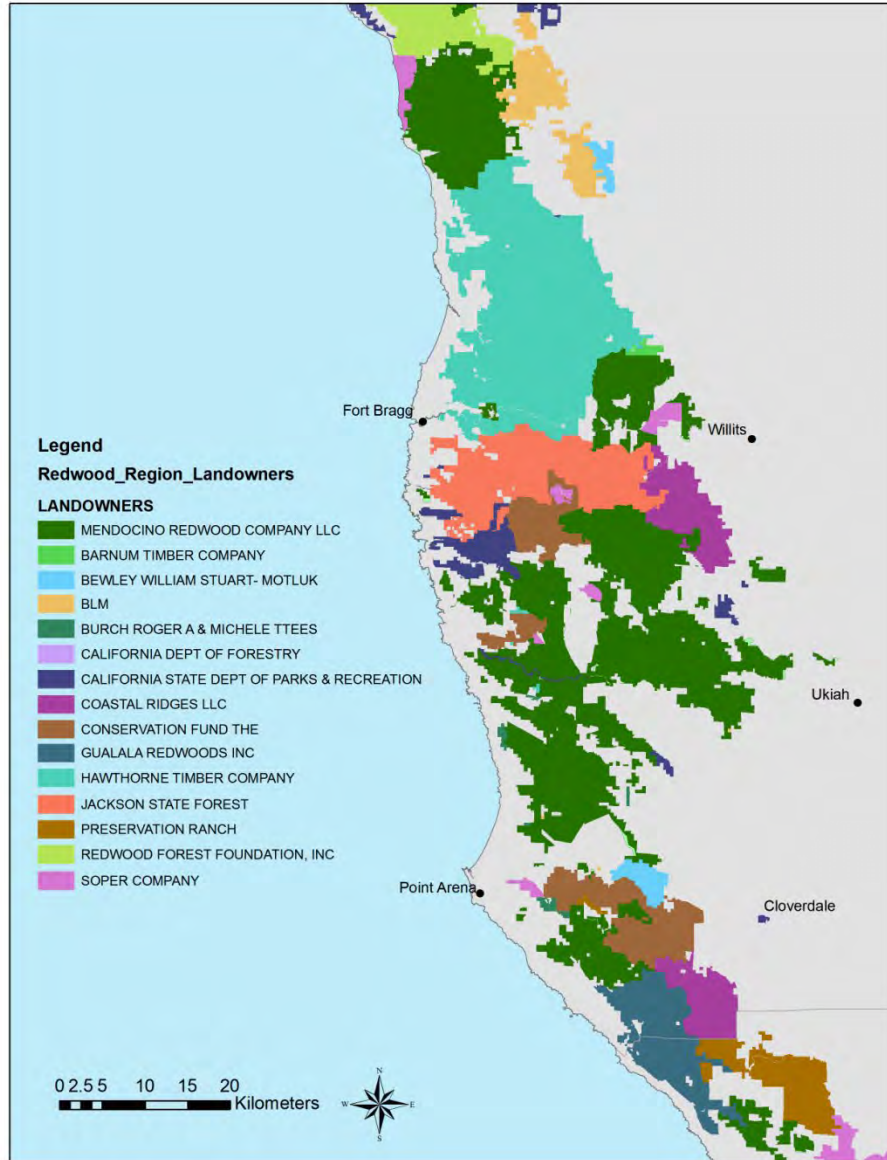 Fort Bragg
Willits
Legend
Redwood_Region_Landowners
LANDOWNERS
MENDOCINO REDWOOD COMPANY LLC
BARNUM TIMBER COMPANY
BEWLEY WILLIAM STUART- MOTLUK
BLM
BURCH ROGER A & MICHELE TTEES
CALIFORNIA DEPT OF FORESTRY
CALIFORNIA STATE DEPT OF PARKS & RECREATION
COASTAL RIDGES LLC
CONSERVATION FUND THE
GUALALA REDWOODS INC
HAWTHORNE TIMBER COMPANY
JACKSON STATE FOREST
PRESERVATION RANCH
REDWOOD FOREST FOUNDATION, INC
SOPER COMPANY
Ukiah
Point Arena
Cloverdale
0 2.5 5 10 15 20
Kilometers
N
W E
S